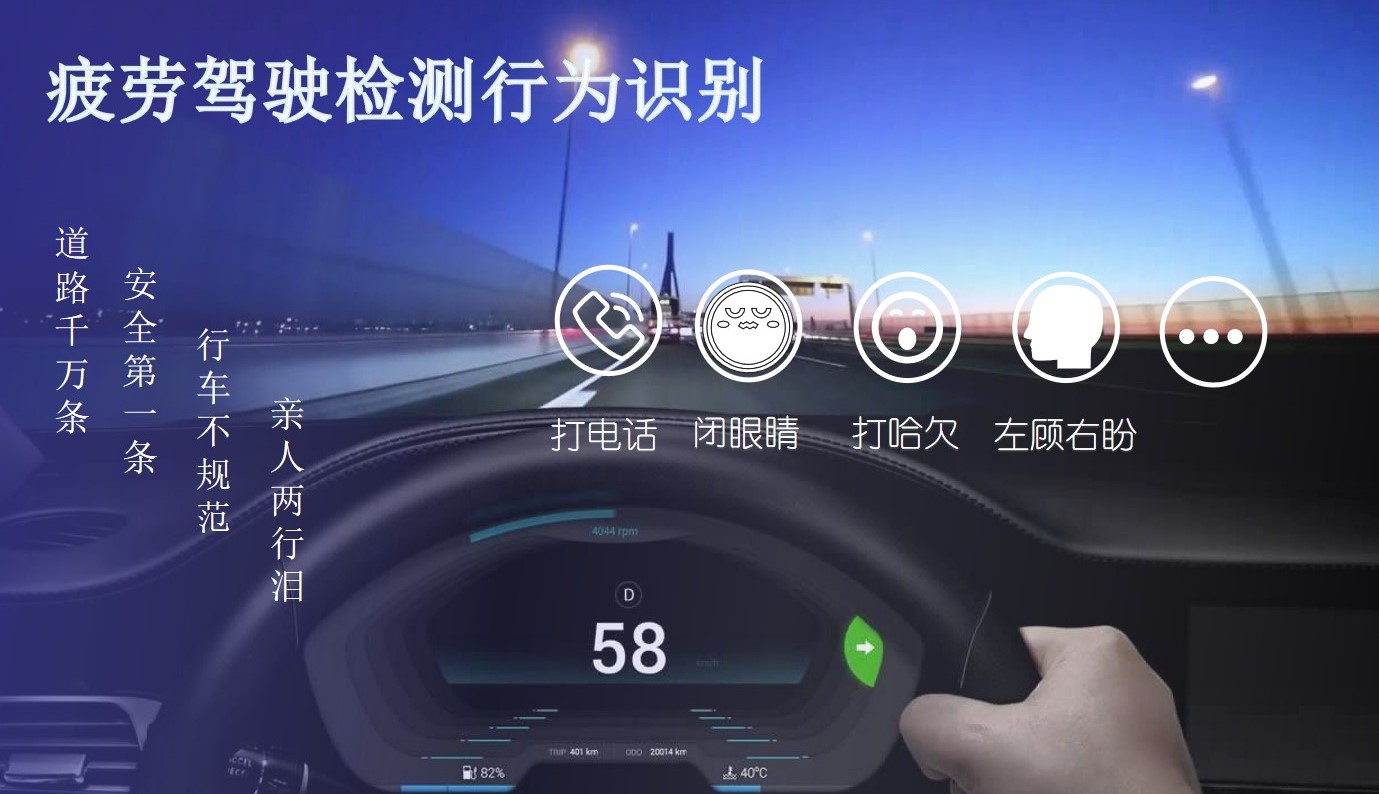 疲劳驾驶检测行为识别
道路千万条
安全第一条
行车不规范
亲人两行泪
打电话
闭眼睛
打哈欠
左顾右盼
4044 rpm
D
58
km/h
TRIP 401 km
ODO 20014 km
82%
40℃